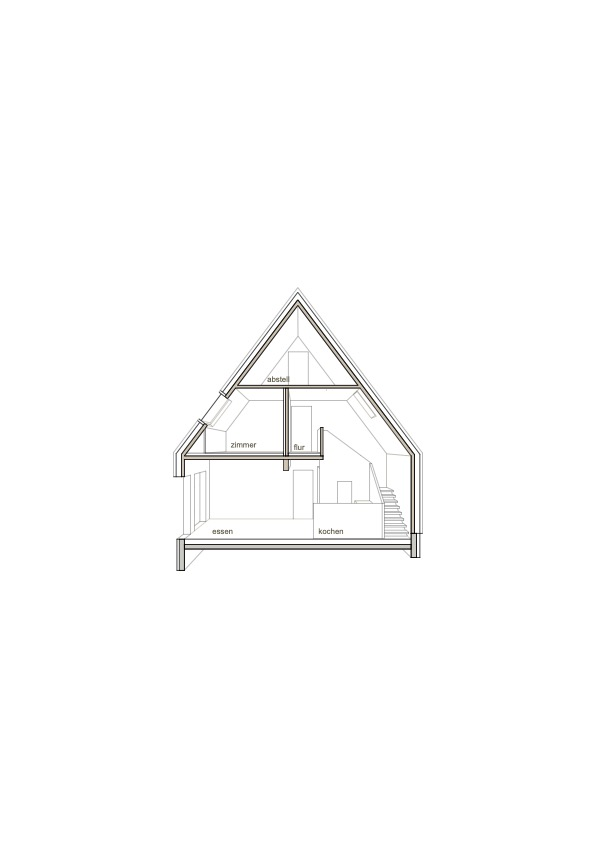 abstell
zimmer
flur
essen
kochen